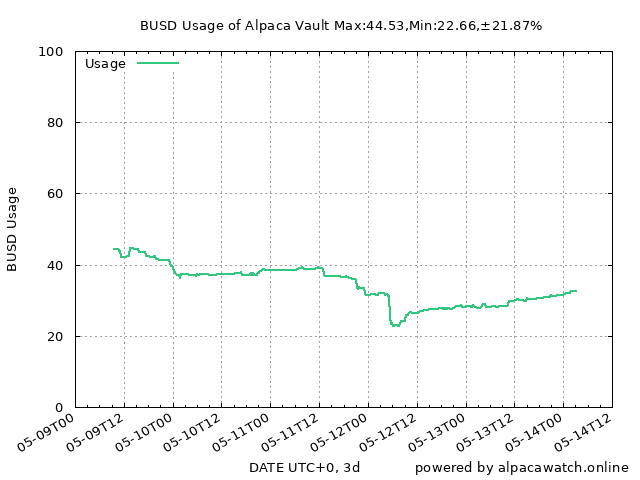 BUSD Usage of Alpaca Vault Max:44.53,Min:22.66,±21.87%
Usage
100
80
60
40
20
0
BUSD Usage
05-09T00
05-09T12
05-10T00
05-10T12
05-11T00
05-11T12
05-12T00
05-12T12
05-13T00
05-13T12
05-14T00
05-14T12
DATE UTC+0, 3d
powered by alpacawatch.online